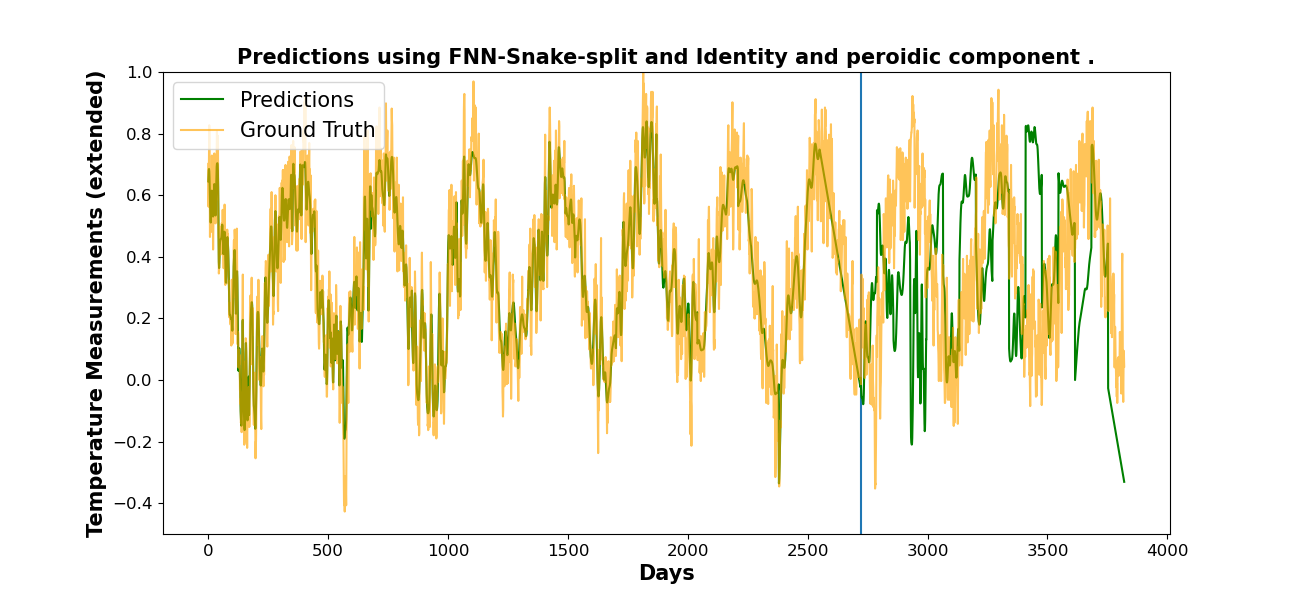 Predictions using FNN-Snake-split and Identity and peroidic component .
Temperature Measurements (extended)
1.0
0.8
0.6
0.4
0.2
0.0
−0.2
−0.4
Predictions
Ground Truth
0 500 1000 1500 2000 2500 3000 3500 4000
Days